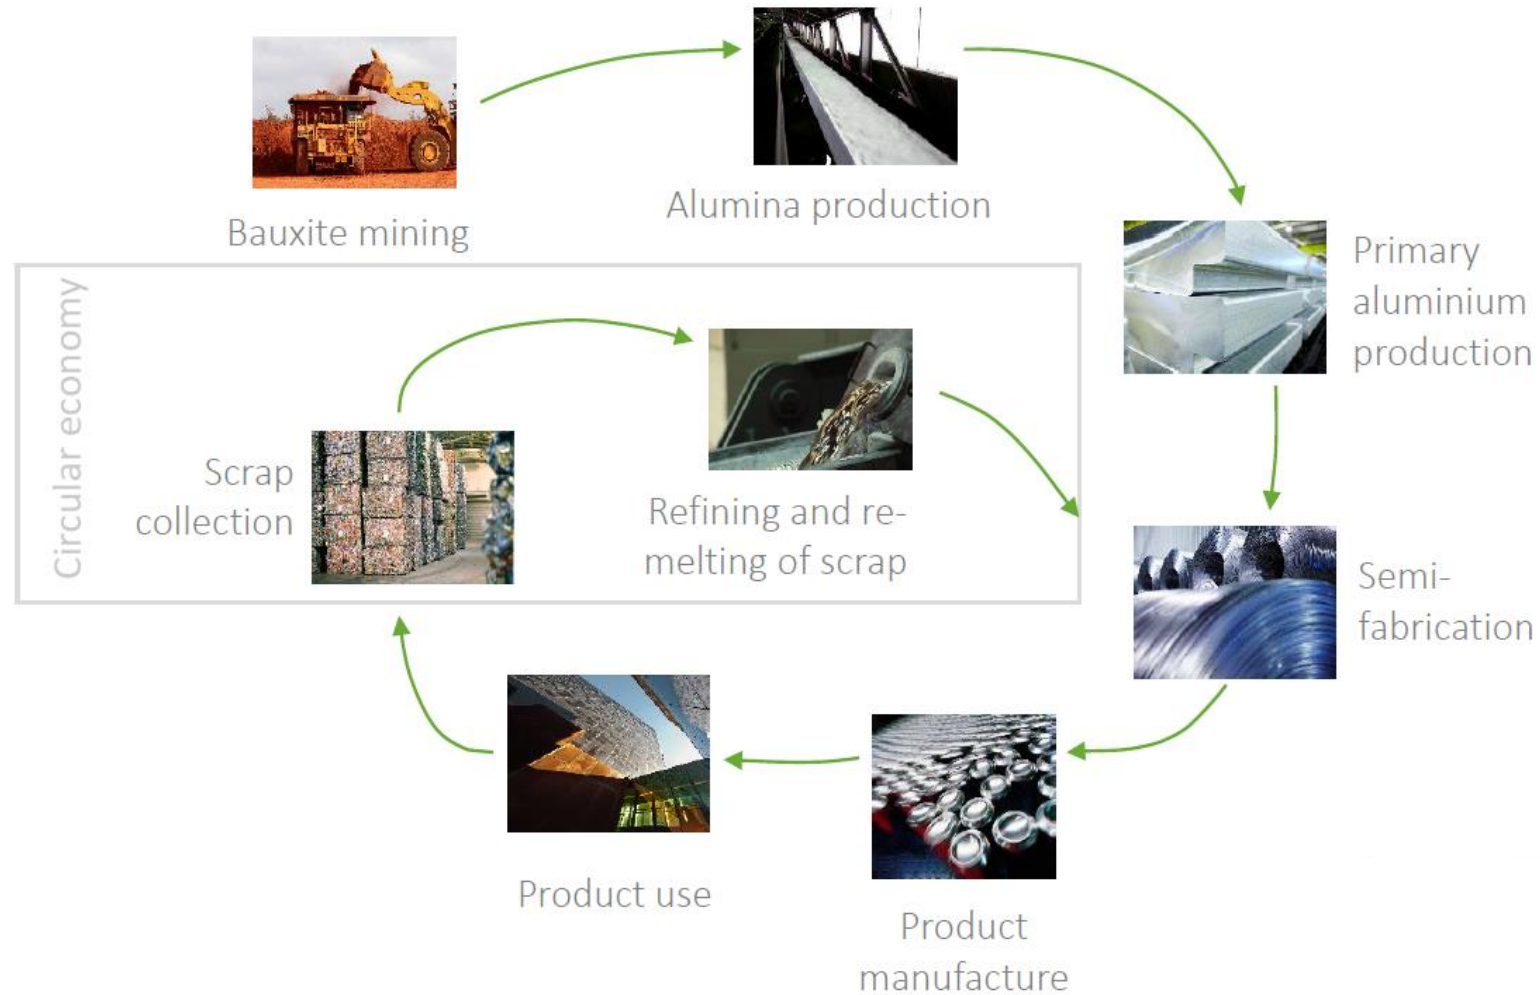 Bauxite mining
Alumina production
Primary
aluminium
production
Circular economy
Scrap
collection
Refining and re-
melting of scrap
Semi-
fabrication
Product use
Product
manufacture